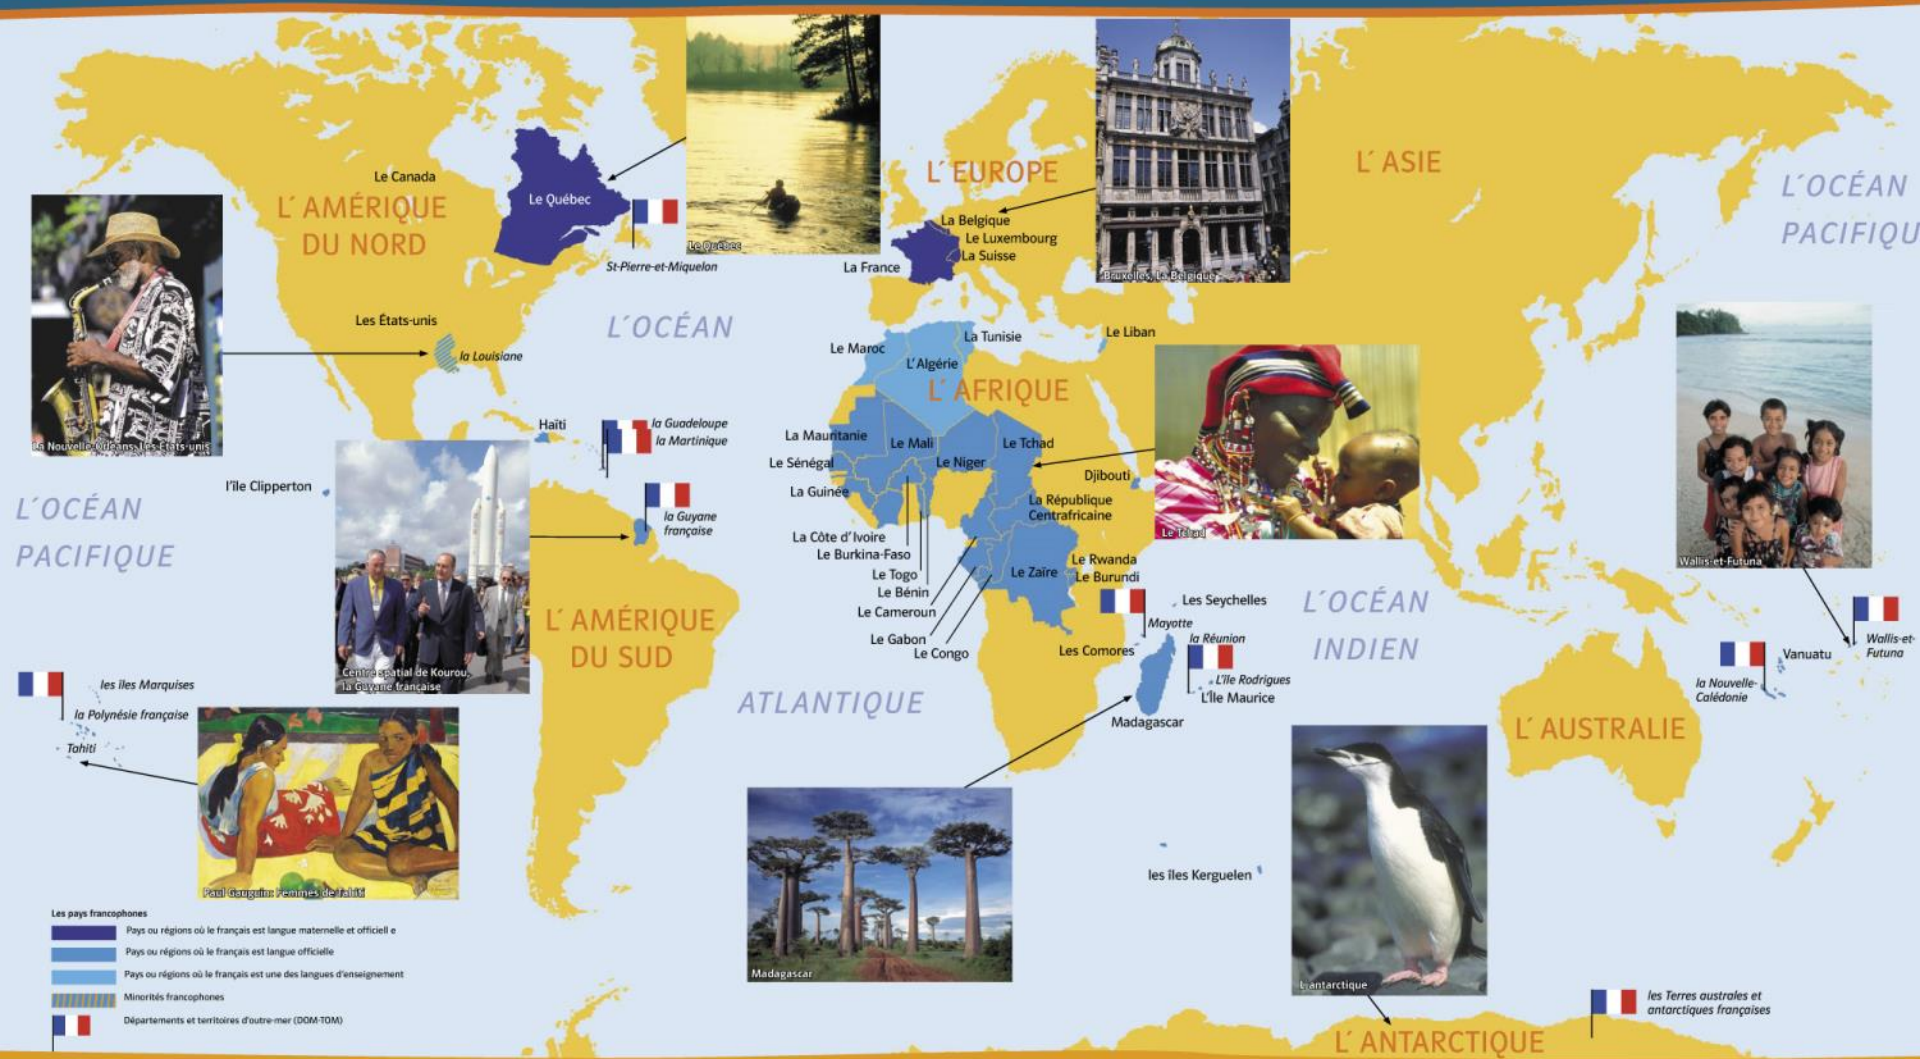 L´AMÉRIQUE
DU NORD
Le Canada
Le Québec
St-Pierre-et-Miquelon
Le Québec
Les États-unis
la Louisiane
La Nouvelle-Orléans, Les États-unis
L´EUROPE
La Belgique
Le Luxembourg
La Suisse
La France
Bruxelles, La Belgique
L´ASIE
L´OCÉAN
PACIFIQU
L´OCÉAN
ATLANTIQUE
Haïti
la Guadeloupe
la Martinique
l'île Clipperton
la Guyane
française
Centre spatial de Kourou,
la Guyane française
L´OCÉAN
PACIFIQUE
L´AMÉRIQUE
DU SUD
les îles Marquises
la Polynésie française
Tahiti
Paul Gauguin: Femmes de Tahiti
Le Maroc
La Tunisie
L'Algérie
Le Liban
L´AFRIQUE
La Mauritanie
Le Mali
Le Tchad
Le Sénégal
Le Niger
Djibouti
La Guinée
La République
Centrafricaine
La Côte d'Ivoire
Le Burkina-Faso
Le Togo
Le Bénin
Le Cameroun
Le Gabon
Le Congo
Le Zaïre
Le Rwanda
Le Burundi
Le Tchad
Les Seychelles
Mayotte
la Réunion
Les Comores
L'île Rodrigues
L'Île Maurice
Madagascar
Madagascar
L´OCÉAN
INDIEN
Wallis-et-Futuna
Wallis-et-
Futuna
Vanuatu
la Nouvelle-
Calédonie
L´AUSTRALIE
les îles Kerguelen
L'antarctique
L´ANTARCTIQUE
les Terres australes et
antarctiques françaises
Les pays francophones
Pays ou régions où le français est langue maternelle et officiell e
Pays ou régions où le français est langue officielle
Pays ou régions où le français est une des langues d'enseignement
Minorités francophones
Départements et territoires d'outre-mer (DOM-TOM)